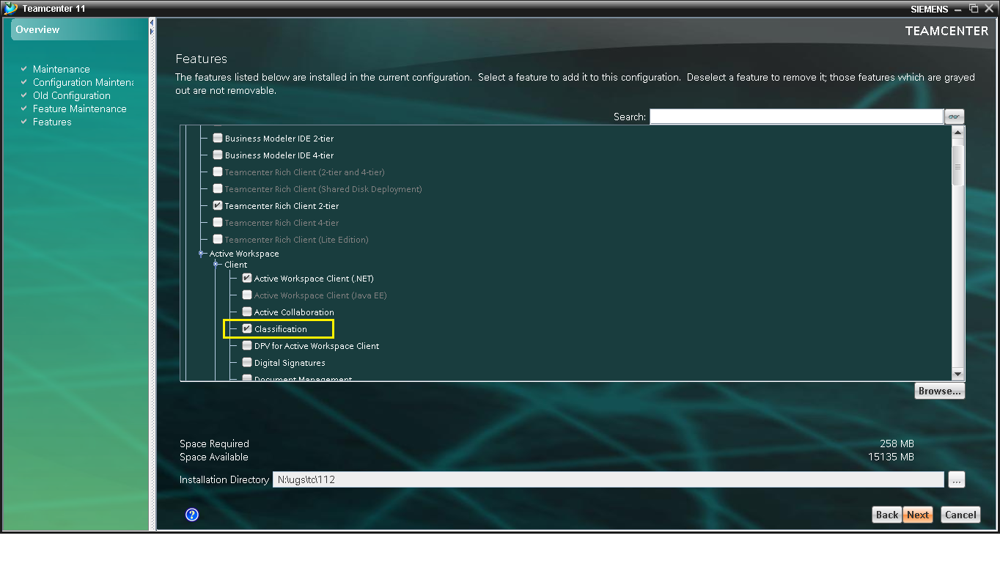 Teamcenter 11
SIEMENS
Overview
TEAMCENTER
Maintenance
Configuration Maintena
Old Configuration
Feature Maintenance
Features
Features
The features listed below are installed in the current configuration. Select a feature to add it to this configuration. Deselect a feature to remove it; those features which are grayed
out are not removable.
Search:
Business Modeler IDE 2-tier
Business Modeler IDE 4-tier
Teamcenter Rich Client (2-tier and 4-tier)
Teamcenter Rich Client (Shared Disk Deployment)
Teamcenter Rich Client 2-tier
Teamcenter Rich Client 4-tier
Teamcenter Rich Client (Lite Edition)
Active Workspace
Client
Active Workspace Client (.NET)
Active Workspace Client (Java EE)
Active Collaboration
Classification
DPV for Active Workspace Client
Digital Signatures
Document Management
Browse...
Space Required 258 MB
Space Available 15135 MB
Installation Directory N:\ugs\tc\112 ...
? Back Next Cancel